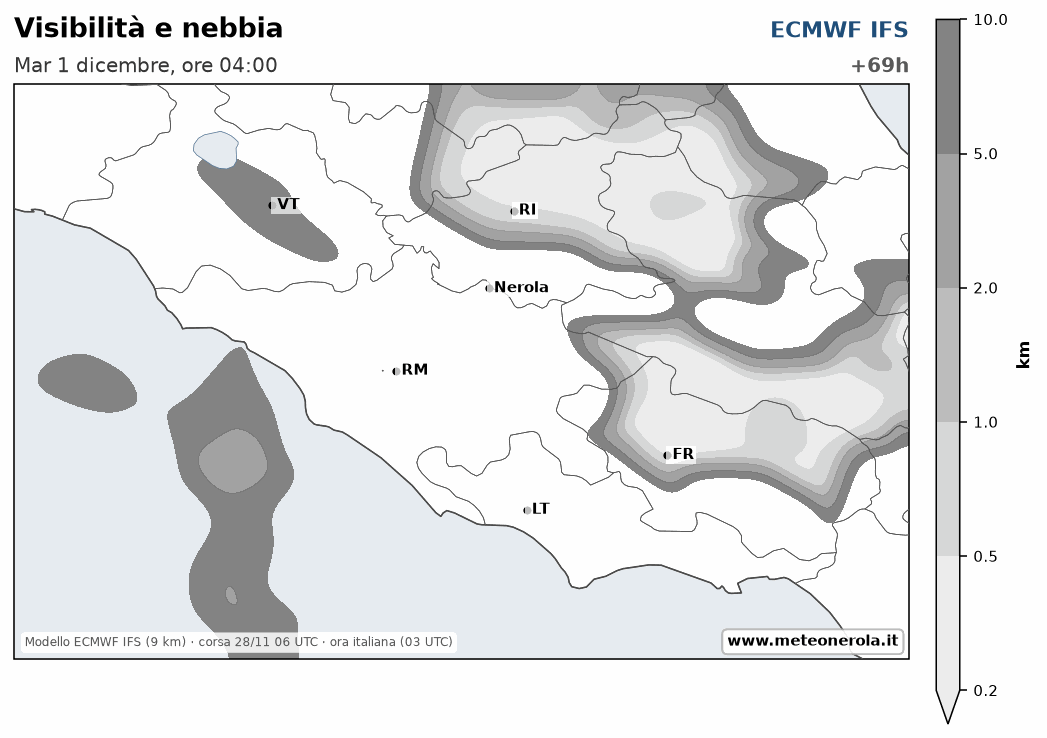 Visibilità e nebbia
ECMWF IFS
Mar 1 dicembre, ore 04:00
+69h
10.0
5.0
2.0
1.0
0.5
0.2
km
VT
RI
Nerola
RM
FR
LT
Modello ECMWF IFS (9 km) · corsa 28/11 06 UTC · ora italiana (03 UTC)
www.meteonerola.it